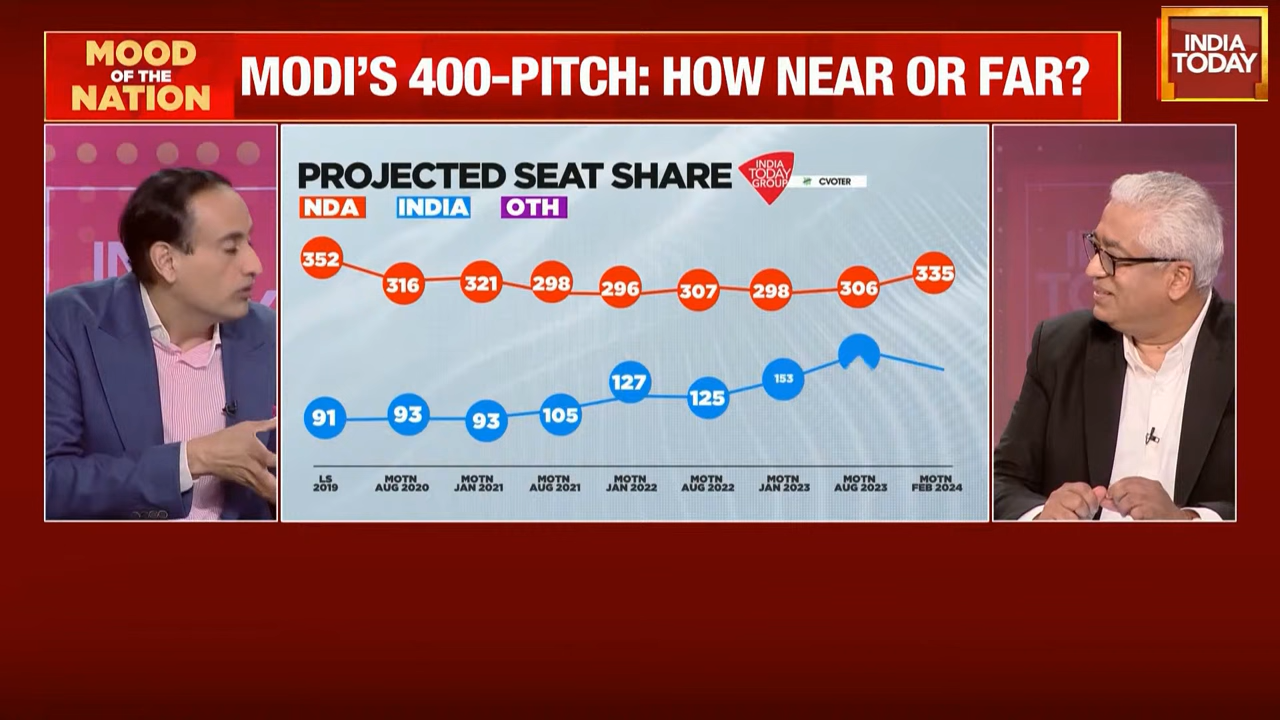 MOOD
OF THE
NATION
MODI'S 400-PITCH: HOW NEAR OR FAR?
INDIA
TODAY
PROJECTED SEAT SHARE
INDIA
TODAY
GROUP
CVOTER
NDA INDIA OTH
352 316 321 298 296 307 298 306 335
91 93 93 105 127 125 153
LS
2019
MOTN
AUG 2020
MOTN
JAN 2021
MOTN
AUG 2021
MOTN
JAN 2022
MOTN
AUG 2022
MOTN
JAN 2023
MOTN
AUG 2023
MOTN
FEB 2024